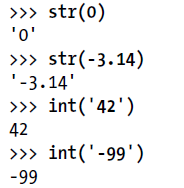 >>> str(0)
'0'
>>> str(-3.14)
'-3.14'
>>> int('42')
42
>>> int('-99')
-99